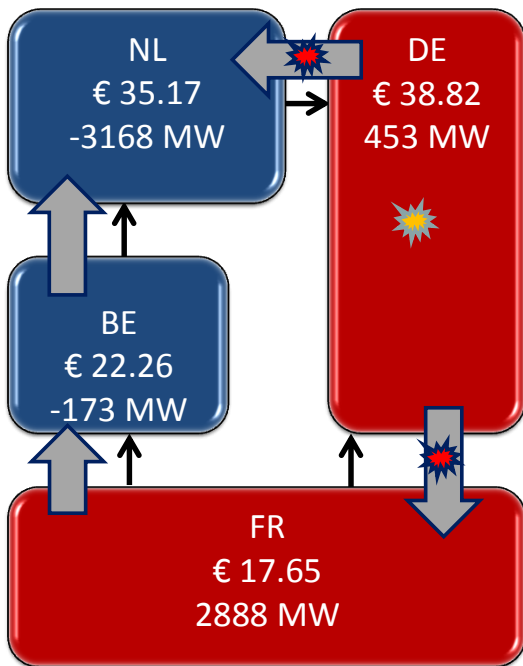 NL
€ 35.17
-3168 MW
DE
€ 38.82
453 MW
BE
€ 22.26
-173 MW
FR
€ 17.65
2888 MW